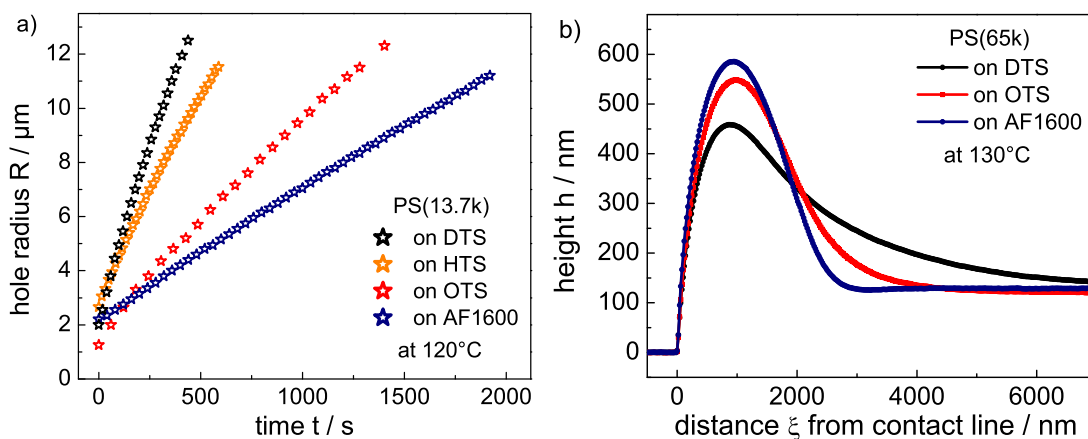 a)
12
10
8
6
4
2
0
hole radius R / µm
0
500
1000
1500
2000
time t / s
PS(13.7k)
on DTS
on HTS
on OTS
on AF1600
at 120°C
b)
600
500
400
300
200
100
0
height h / nm
0
2000
4000
6000
distance ξ from contact line / nm
PS(65k)
on DTS
on OTS
on AF1600
at 130°C